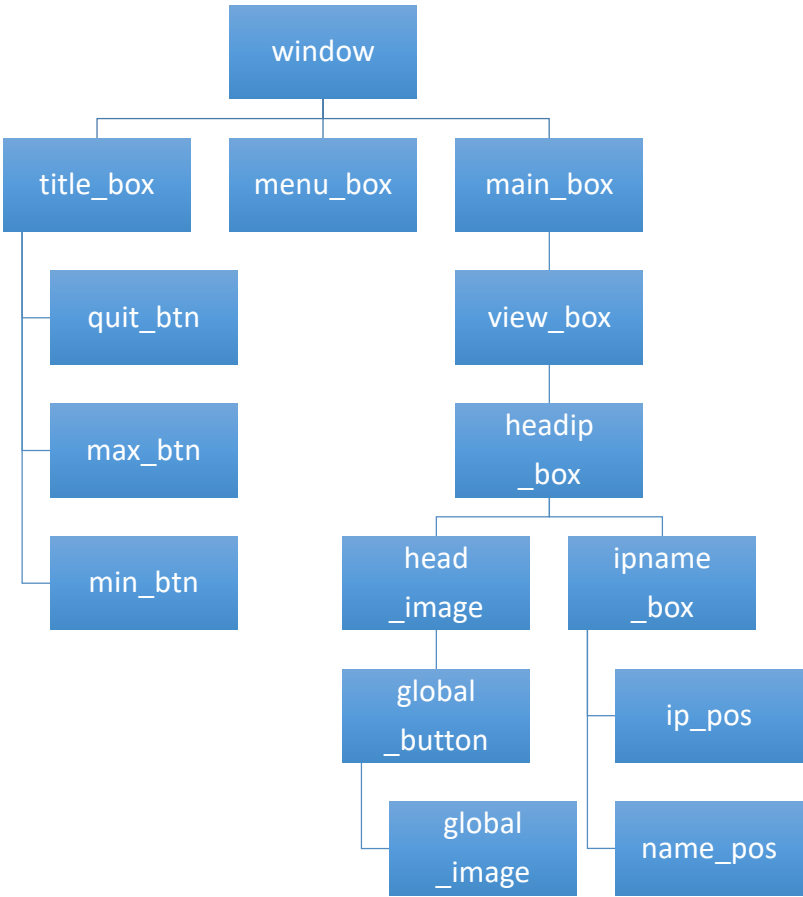 window
title_box
menu_box
main_box
quit_btn
view_box
max_btn
headip
_box
min_btn
head
_image
ipname
_box
global
_button
ip_pos
global
_image
name_pos